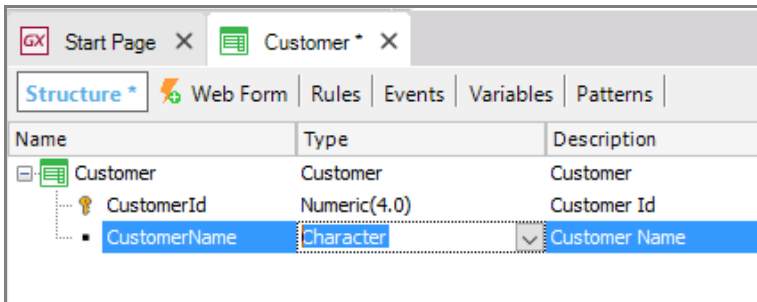 GX Start Page Customer *
Structure * Web Form Rules Events Variables Patterns
Name Type Description
Customer Customer Customer
CustomerId Numeric(4.0) Customer Id
CustomerName Character Customer Name